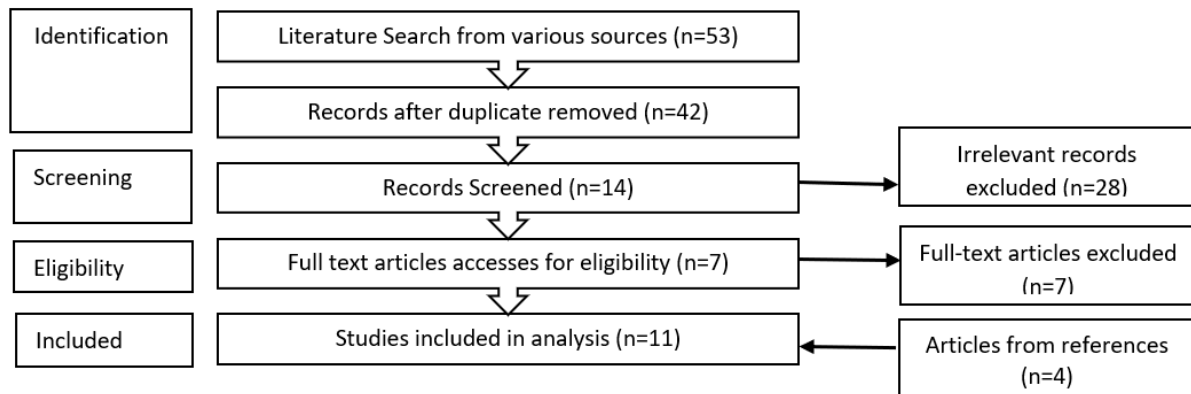 Identification
Literature Search from various sources (n=53)
Records after duplicate removed (n=42)
Screening
Records Screened (n=14)
Irrelevant records
excluded (n=28)
Eligibility
Full text articles accesses for eligibility (n=7)
Full-text articles excluded
(n=7)
Included
Studies included in analysis (n=11)
Articles from references
(n=4)